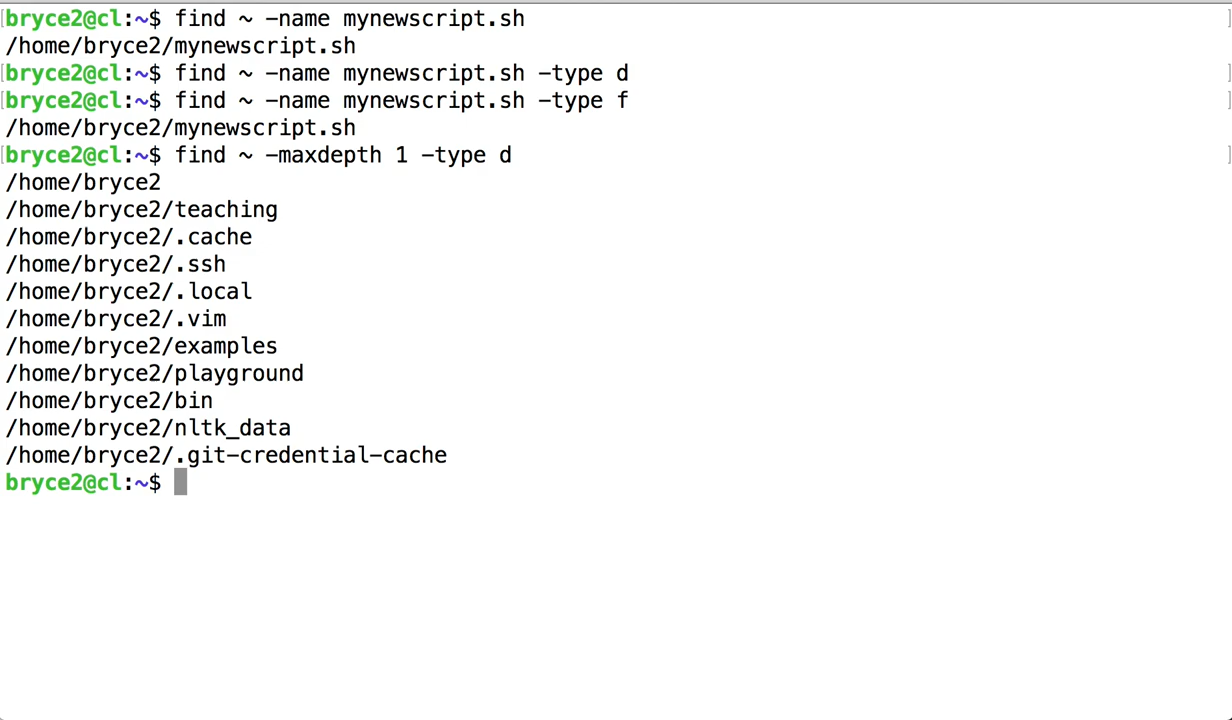 bryce2@cl:~$ find ~ -name mynewscript.sh
/home/bryce2/mynewscript.sh
bryce2@cl:~$ find ~ -name mynewscript.sh -type d
bryce2@cl:~$ find ~ -name mynewscript.sh -type f
/home/bryce2/mynewscript.sh
bryce2@cl:~$ find ~ -maxdepth 1 -type d
/home/bryce2
/home/bryce2/teaching
/home/bryce2/.cache
/home/bryce2/.ssh
/home/bryce2/.local
/home/bryce2/.vim
/home/bryce2/examples
/home/bryce2/playground
/home/bryce2/bin
/home/bryce2/nltk_data
/home/bryce2/.git-credential-cache
bryce2@cl:~$